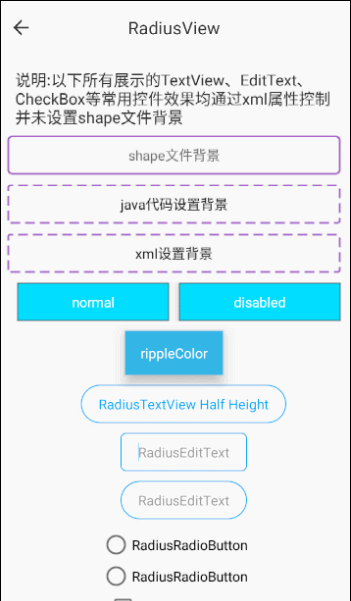 RadiusView
说明:以下所有展示的TextView、EditText、
CheckBox等常用控件效果均通过xml属性控制
并未设置shape文件背景
shape文件背景
java代码设置背景
xml设置背景
normal
disabled
rippleColor
RadiusTextView Half Height
RadiusEditText
RadiusEditText
RadiusRadioButton
RadiusRadioButton